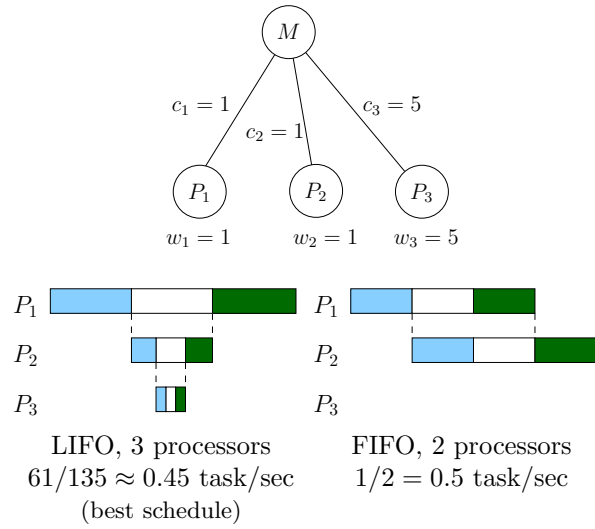 M
c₁ = 1
c₂ = 1
c₃ = 5
P₁
P₂
P₃
w₁ = 1
w₂ = 1
w₃ = 5
P₁
P₂
P₃
LIFO, 3 processors
61/135 ≈ 0.45 task/sec
(best schedule)
P₁
P₂
P₃
FIFO, 2 processors
1/2 = 0.5 task/sec